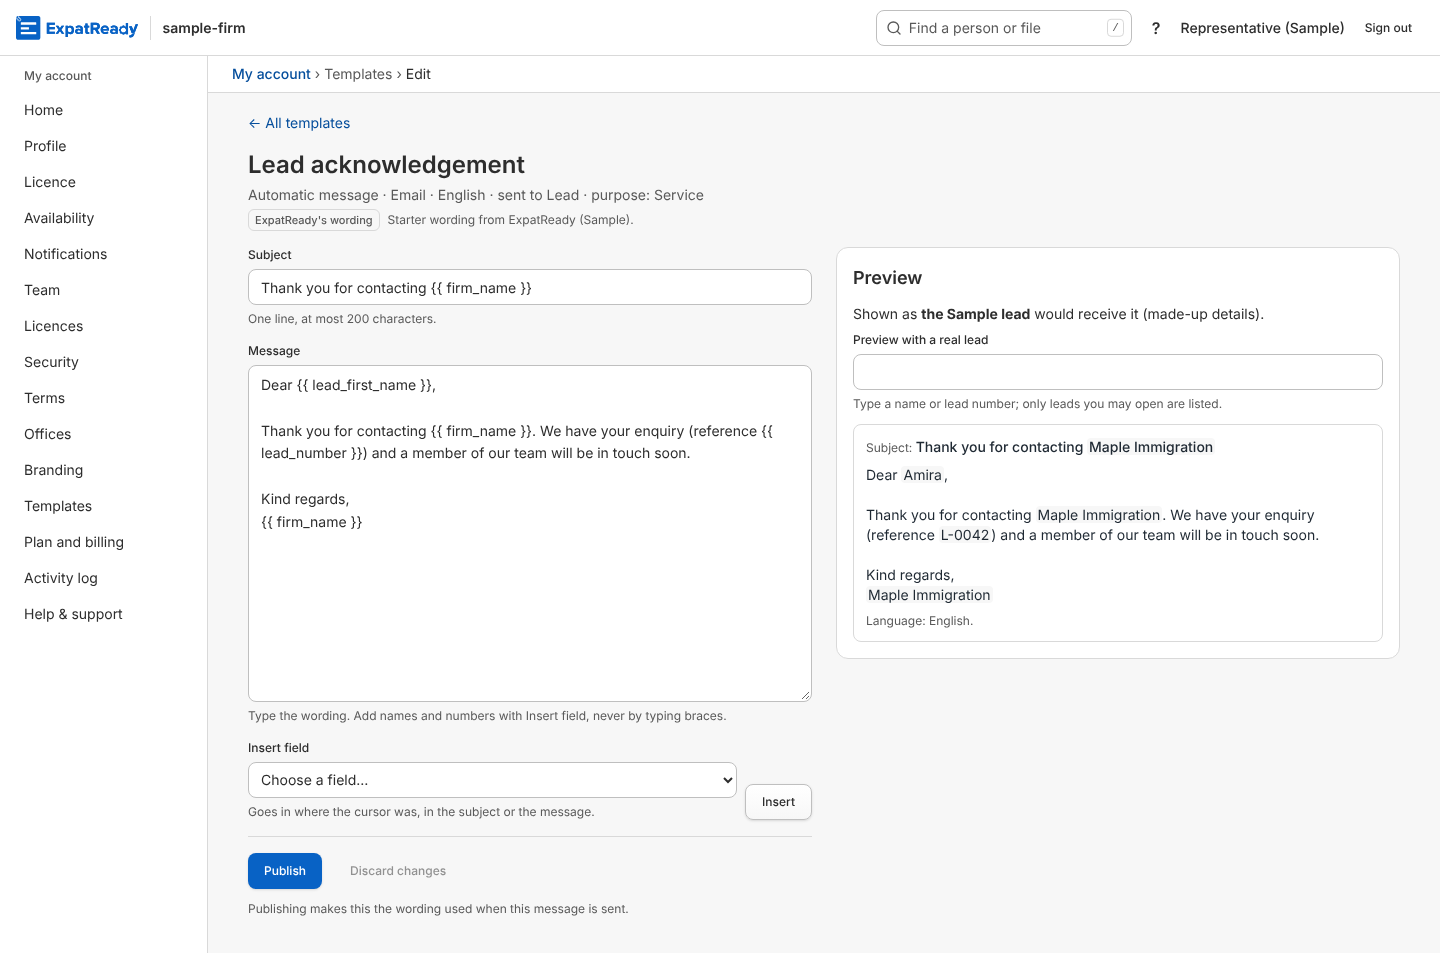 ExpatReady
sample-firm
Find a person or file
/
?
Representative (Sample)
Sign out
My account
Home
Profile
Licence
Availability
Notifications
Team
Licences
Security
Terms
Offices
Branding
Templates
Plan and billing
Activity log
Help & support
My account › Templates › Edit
← All templates
Lead acknowledgement
Automatic message · Email · English · sent to Lead · purpose: Service
ExpatReady's wording
Starter wording from ExpatReady (Sample).
Subject
Thank you for contacting {{ firm_name }}
One line, at most 200 characters.
Message
Dear {{ lead_first_name }},
Thank you for contacting {{ firm_name }}. We have your enquiry (reference {{
lead_number }}) and a member of our team will be in touch soon.
Kind regards,
{{ firm_name }}
Type the wording. Add names and numbers with Insert field, never by typing braces.
Insert field
Choose a field...
Insert
Goes in where the cursor was, in the subject or the message.
Publish
Discard changes
Publishing makes this the wording used when this message is sent.
Preview
Shown as the Sample lead would receive it (made-up details).
Preview with a real lead
Type a name or lead number; only leads you may open are listed.
Subject: Thank you for contacting Maple Immigration
Dear Amira,
Thank you for contacting Maple Immigration. We have your enquiry
(reference L-0042) and a member of our team will be in touch soon.
Kind regards,
Maple Immigration
Language: English.